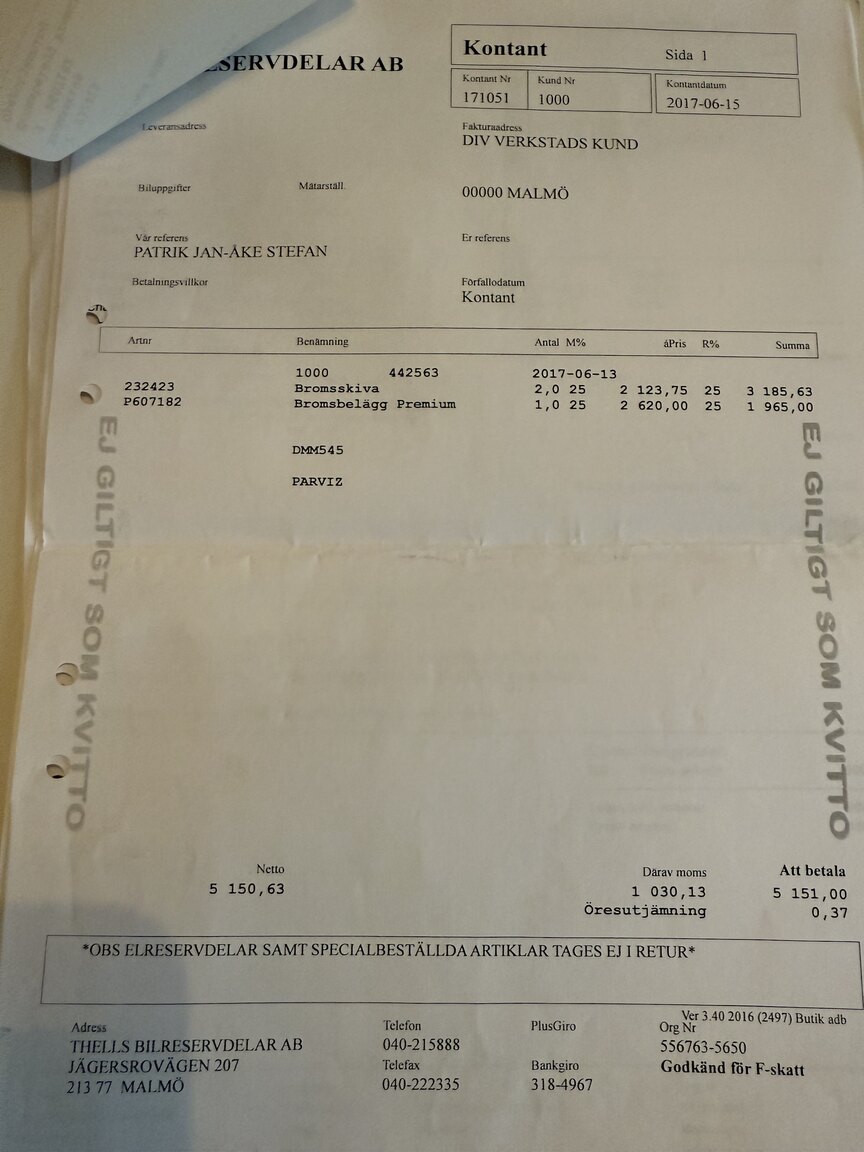 ESERVDELAR AB
Kontant Sida 1
Kontant Nr Kund Nr Kontantdatum
171051 1000 2017-06-15
Leveransadress Fakturaadress
DIV VERKSTADS KUND
Biluppgifter Mätarställ.
00000 MALMÖ
Vår referens Er referens
PATRIK JAN-ÅKE STEFAN
Betalningsvillkor Förfallodatum
Kontant
Artnr Benämning Antal M% áPris R% Summa
1000 442563 2017-06-13
232423 Bromsskiva 2,0 25 2 123,75 25 3 185,63
P607182 Bromsbelägg Premium 1,0 25 2 620,00 25 1 965,00
DMM545
PARVIZ
EJ GILTIGT SOM KVITTO
EJ GILTIGT SOM KVITTO
Netto Därav moms Att betala
5 150,63 1 030,13 5 151,00
Öresutjämning 0,37
*OBS ELRESERVDELAR SAMT SPECIALBESTÄLLDA ARTIKLAR TAGES EJ I RETUR*
Ver 3.40 2016 (2497) Butik adb
Adress Telefon PlusGiro Org Nr
THELLS BILRESERVDELAR AB 040-215888 556763-5650
JÄGERSROVÄGEN 207 Telefax Bankgiro Godkänd för F-skatt
213 77 MALMÖ 040-222335 318-4967